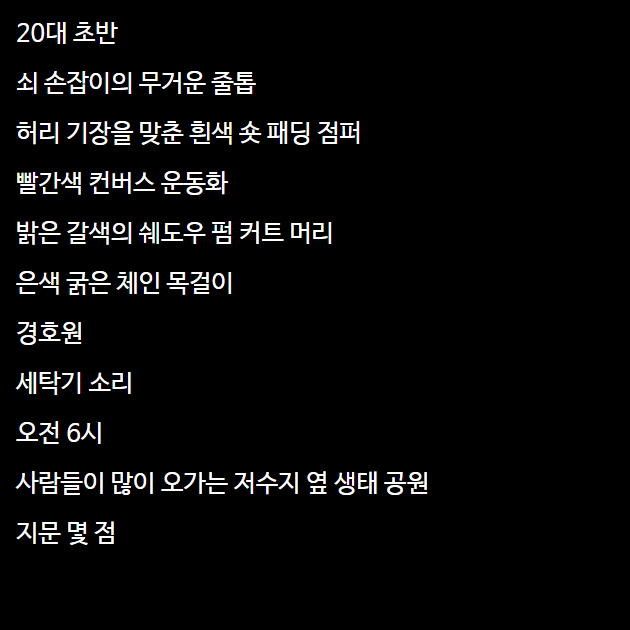 20대 초반
쇠 손잡이의 무거운 줄톱
허리 기장을 맞춘 흰색 숏 패딩 점퍼
빨간색 컨버스 운동화
밝은 갈색의 쉐도우 펌 커트 머리
은색 굵은 체인 목걸이
경호원
세탁기 소리
오전 6시
사람들이 많이 오가는 저수지 옆 생태 공원
지문 몇 점